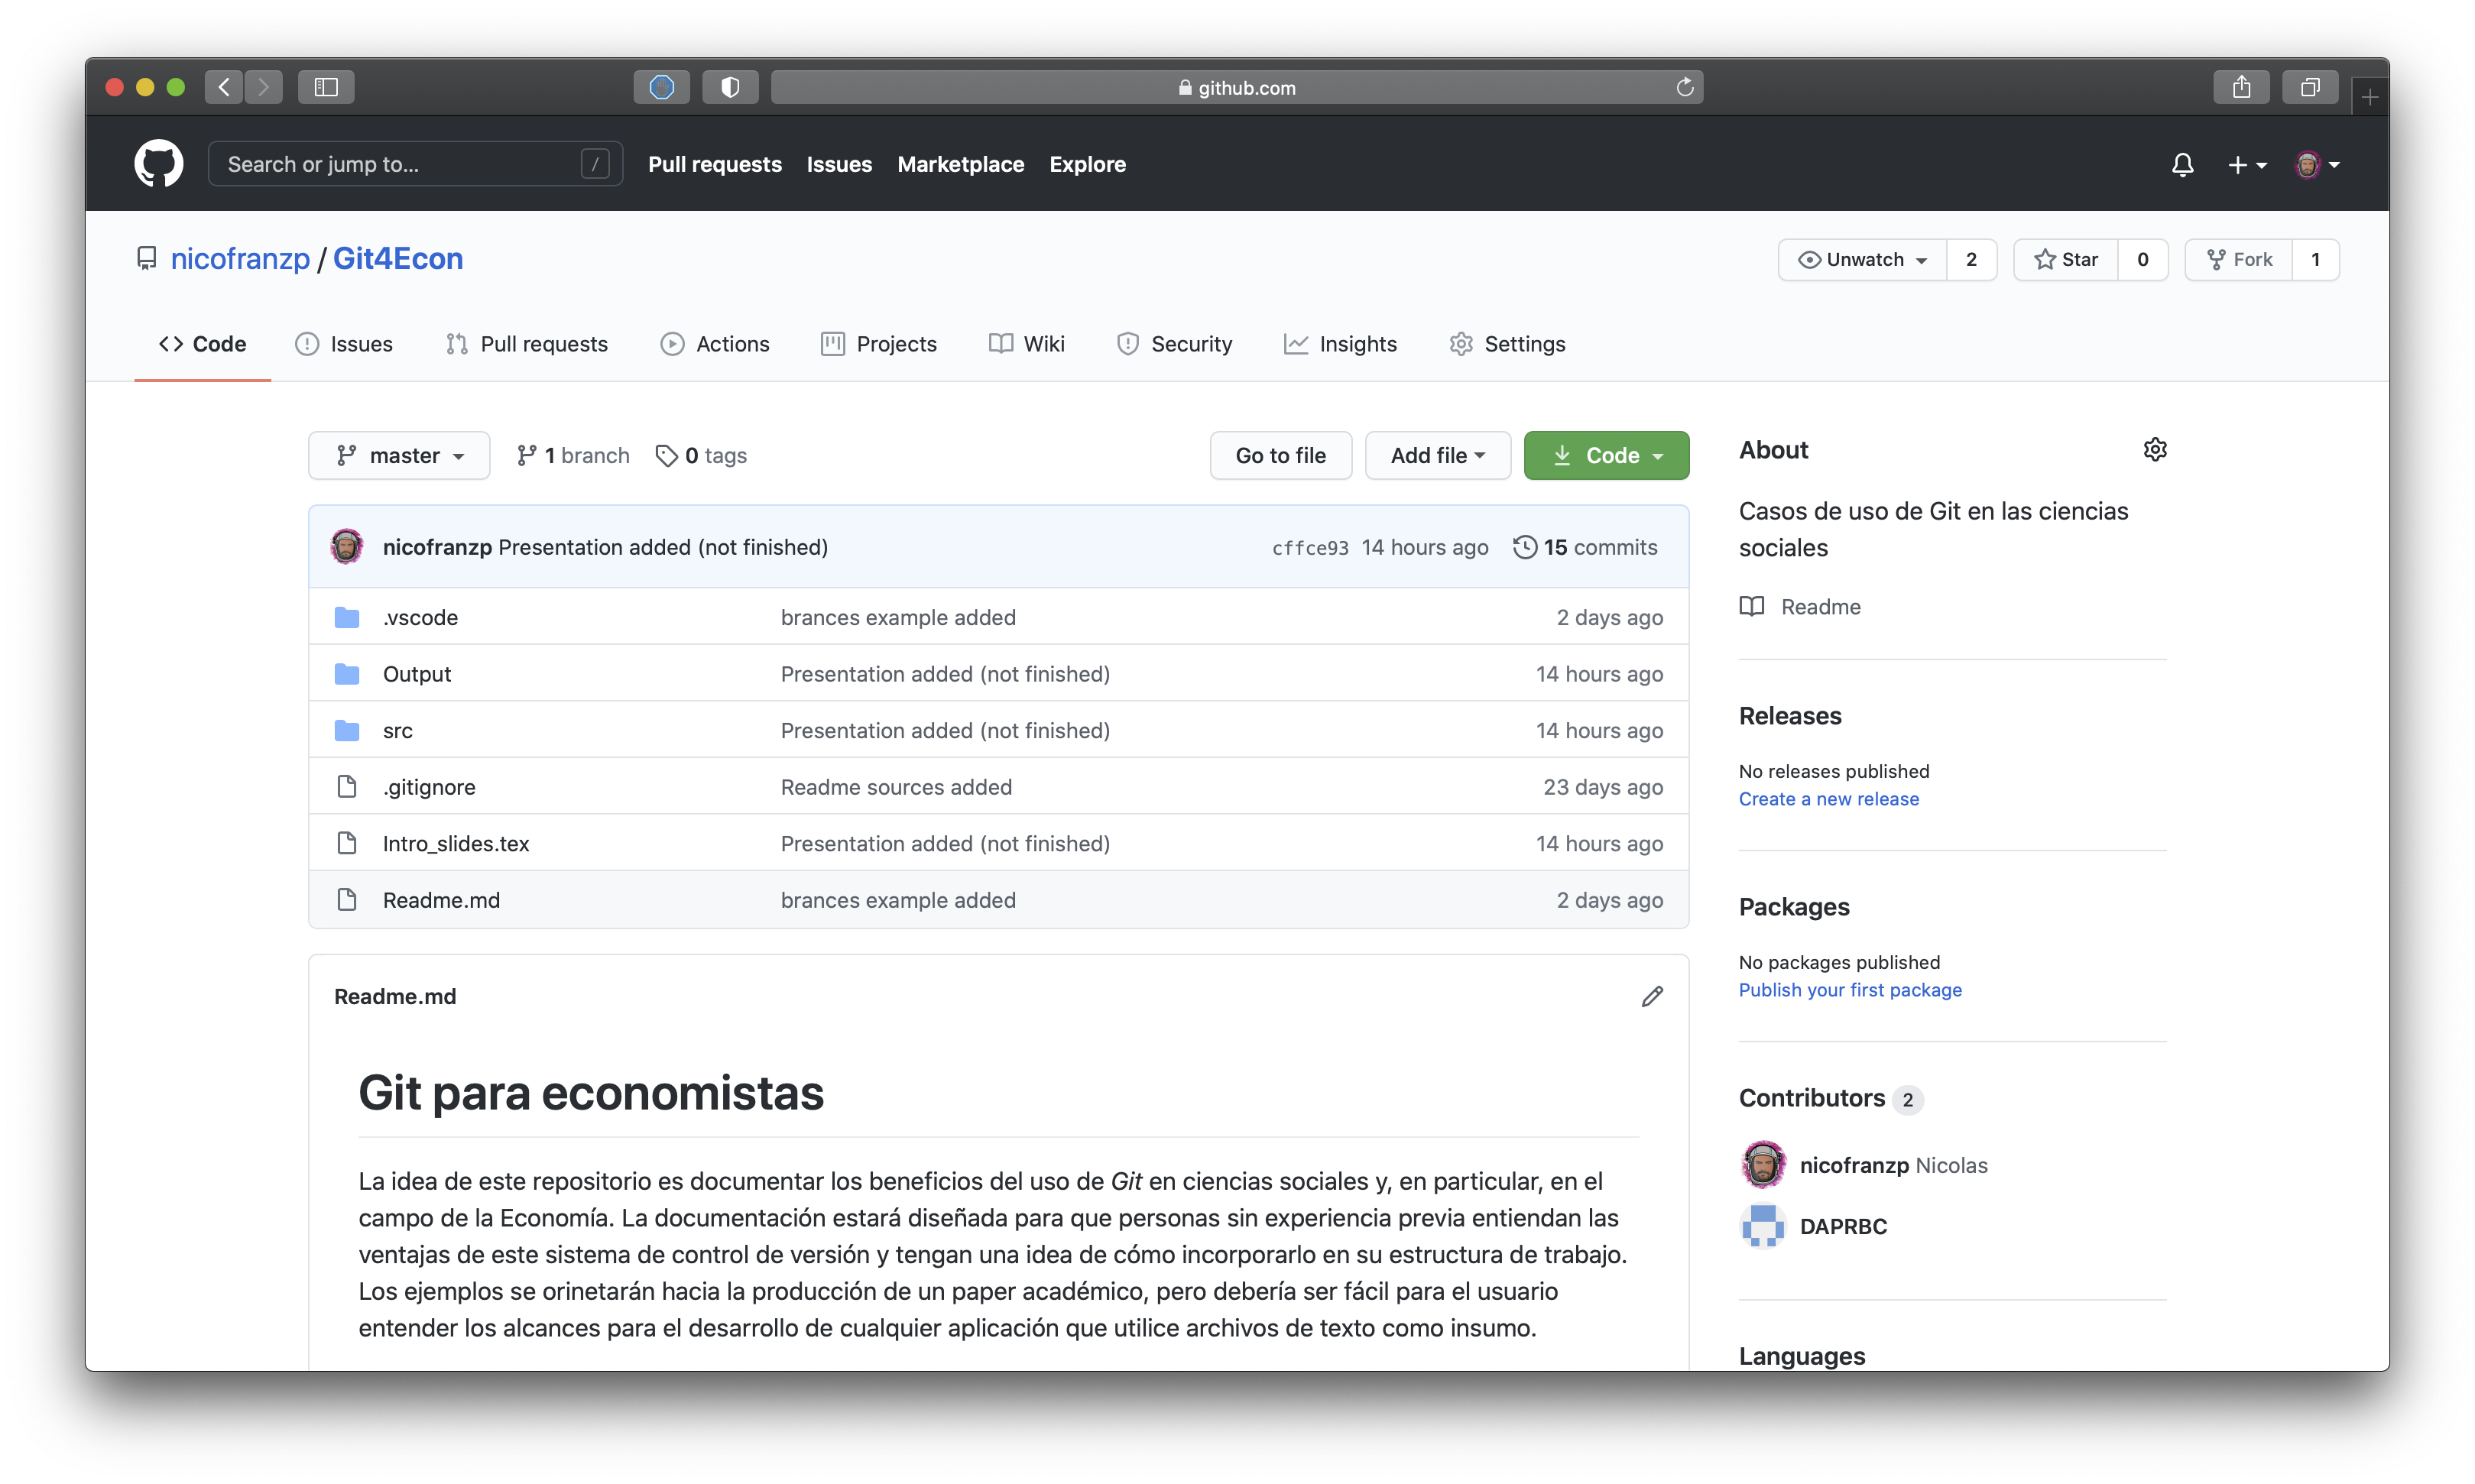 github.com
Search or jump to... /
Pull requests Issues Marketplace Explore
nicofranzp / Git4Econ
Unwatch 2 Star 0 Fork 1
Code Issues Pull requests Actions Projects Wiki Security Insights Settings
master 1 branch 0 tags
Go to file Add file Code
nicofranzp Presentation added (not finished) cffce93 14 hours ago 15 commits
.vscode brances example added 2 days ago
Output Presentation added (not finished) 14 hours ago
src Presentation added (not finished) 14 hours ago
.gitignore Readme sources added 23 days ago
Intro_slides.tex Presentation added (not finished) 14 hours ago
Readme.md brances example added 2 days ago
Readme.md
Git para economistas
La idea de este repositorio es documentar los beneficios del uso de Git en ciencias sociales y, en particular, en el
campo de la Economía. La documentación estará diseñada para que personas sin experiencia previa entiendan las
ventajas de este sistema de control de versión y tengan una idea de cómo incorporarlo en su estructura de trabajo.
Los ejemplos se orinetarán hacia la producción de un paper académico, pero debería ser fácil para el usuario
entender los alcances para el desarrollo de cualquier aplicación que utilice archivos de texto como insumo.
About
Casos de uso de Git en las ciencias
sociales
Readme
Releases
No releases published
Create a new release
Packages
No packages published
Publish your first package
Contributors 2
nicofranzp Nicolas
DAPRBC
Languages